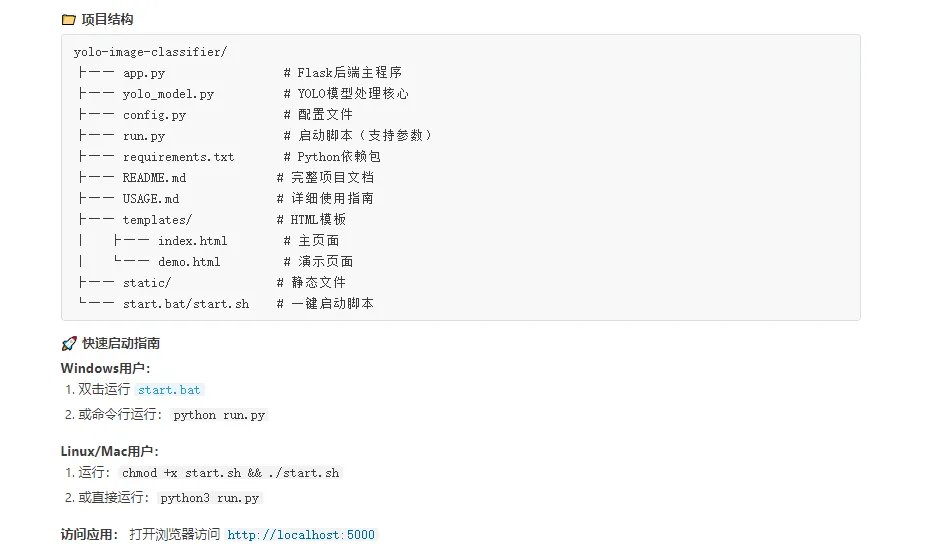 📁 项目结构
yolo-image-classifier/
├── app.py # Flask后端主程序
├── yolo_model.py # YOLO模型处理核心
├── config.py # 配置文件
├── run.py # 启动脚本（支持参数）
├── requirements.txt # Python依赖包
├── README.md # 完整项目文档
├── USAGE.md # 详细使用指南
├── templates/ # HTML模板
│   ├── index.html # 主页面
│   └── demo.html # 演示页面
├── static/ # 静态文件
└── start.bat/start.sh # 一键启动脚本
🚀 快速启动指南
Windows用户：
1. 双击运行 start.bat
2. 或命令行运行： python run.py
Linux/Mac用户：
1. 运行： chmod +x start.sh && ./start.sh
2. 或直接运行： python3 run.py
访问应用： 打开浏览器访问 http://localhost:5000